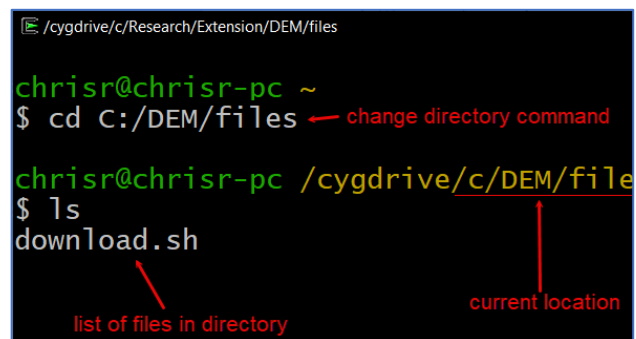 /cygdrive/c/Research/Extension/DEM/files
chrisr@chrisr-pc ~
$ cd C:/DEM/files change directory command
chrisr@chrisr-pc /cygdrive/c/DEM/file
$ ls
download.sh
current location
list of files in directory